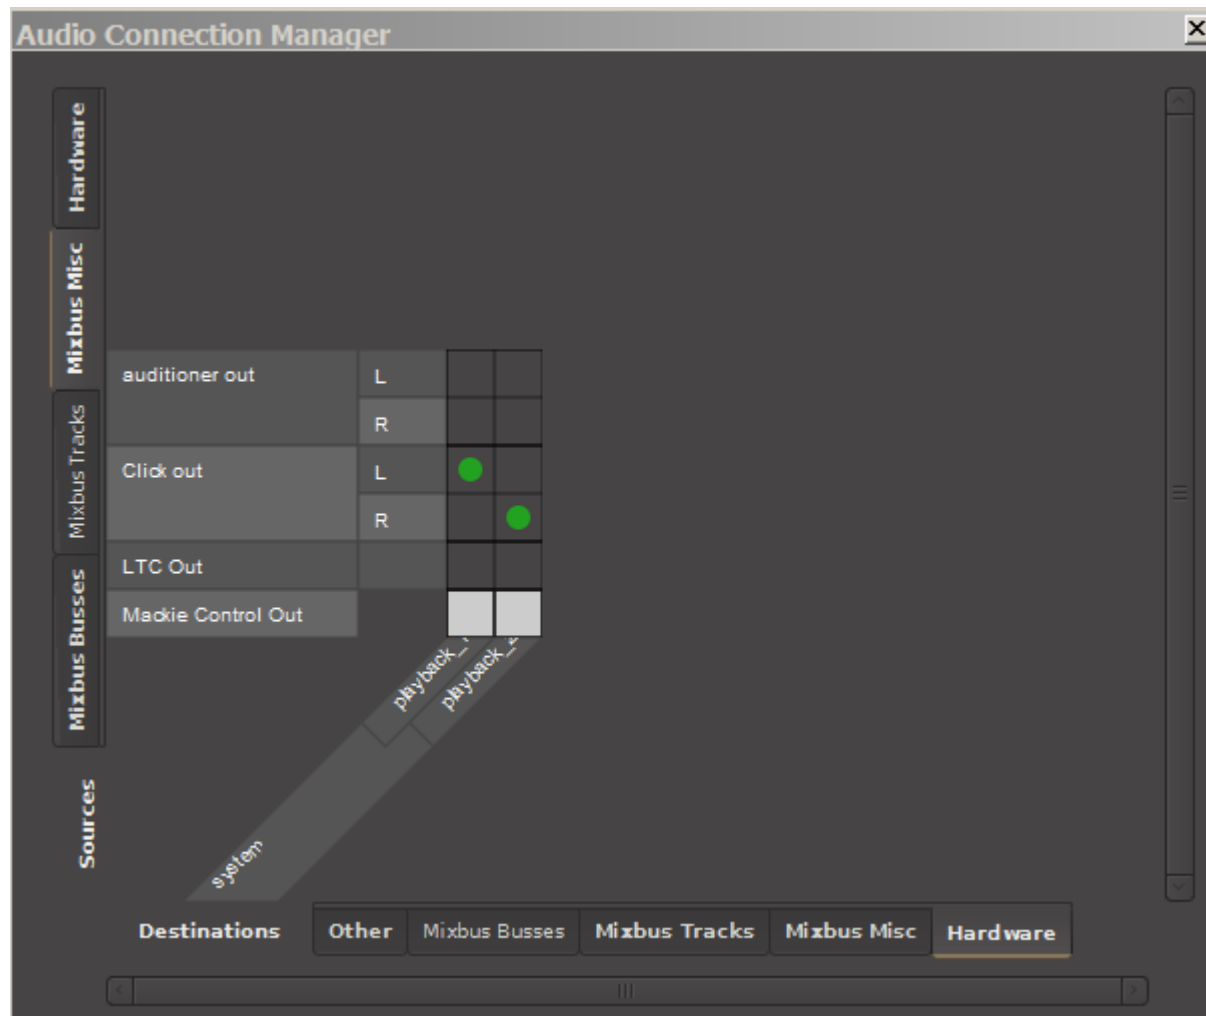 Audio Connection Manager
Hardware
Mixbus Misc
Mixbus Tracks
Mixbus Busses
Sources
auditioner out
L
R
Click out
L
R
LTC Out
Mackie Control Out
system
Destinations
Other
Mixbus Busses
Mixbus Tracks
Mixbus Misc
Hardware